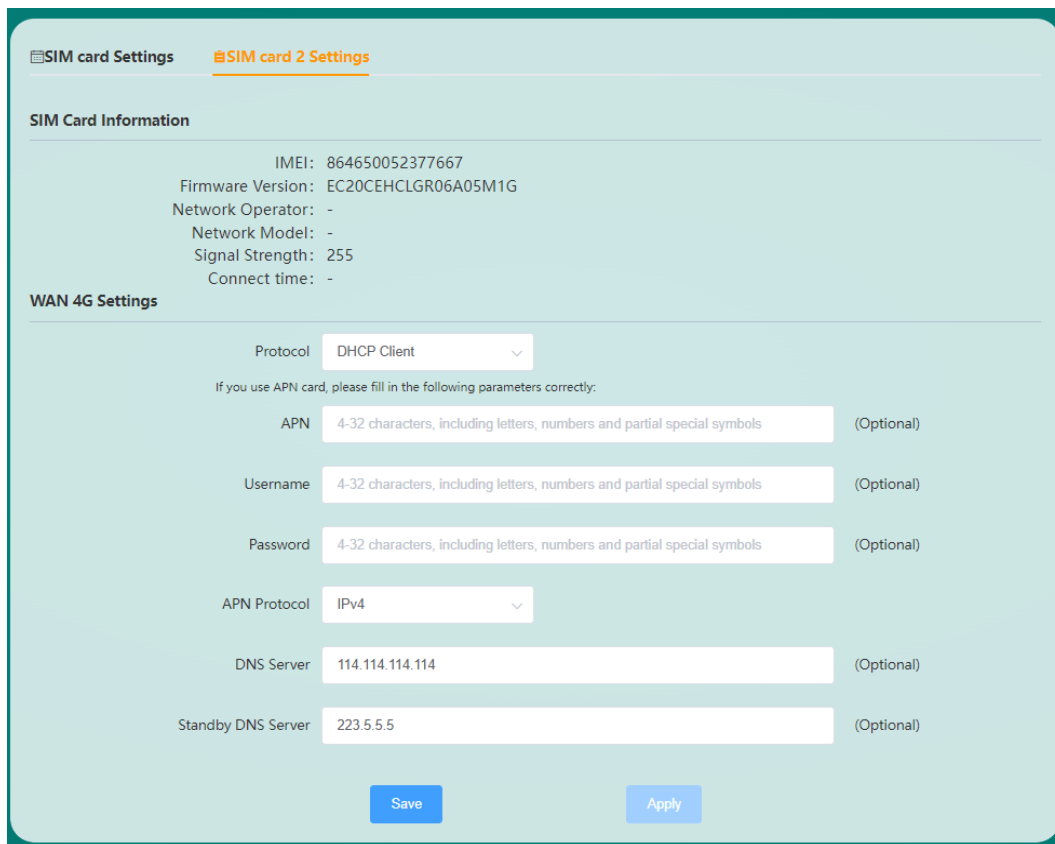 SIM card Settings SIM card 2 Settings
SIM Card Information
IMEI: 864650052377667
Firmware Version: EC20CEHCLGR06A05M1G
Network Operator: -
Network Model: -
Signal Strength: 255
Connect time: -
WAN 4G Settings
Protocol DHCP Client
If you use APN card, please fill in the following parameters correctly:
APN 4-32 characters, including letters, numbers and partial special symbols (Optional)
Username 4-32 characters, including letters, numbers and partial special symbols (Optional)
Password 4-32 characters, including letters, numbers and partial special symbols (Optional)
APN Protocol IPv4
DNS Server 114.114.114.114 (Optional)
Standby DNS Server 223.5.5.5 (Optional)
Save Apply